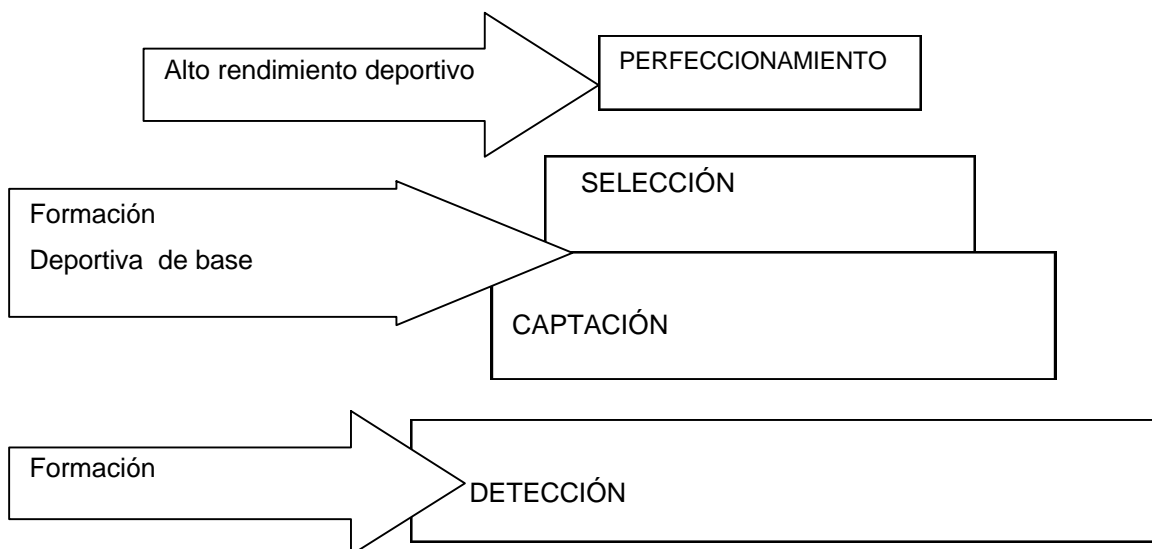 Alto rendimiento deportivo
PERFECCIONAMIENTO
SELECCIÓN
Formación
Deportiva de base
CAPTACIÓN
Formación
DETECCIÓN